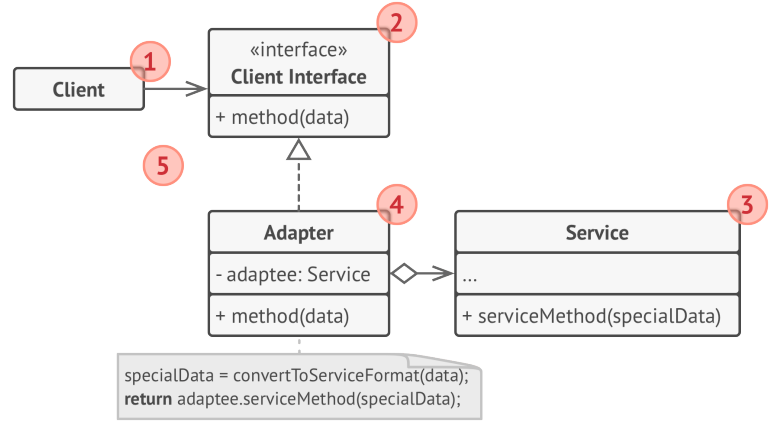 1
Client
2
«interface»
Client Interface
+ method(data)
5
4
Adapter
- adaptee: Service
+ method(data)
3
Service
...
+ serviceMethod(specialData)
specialData = convertToServiceFormat(data);
return adaptee.serviceMethod(specialData);